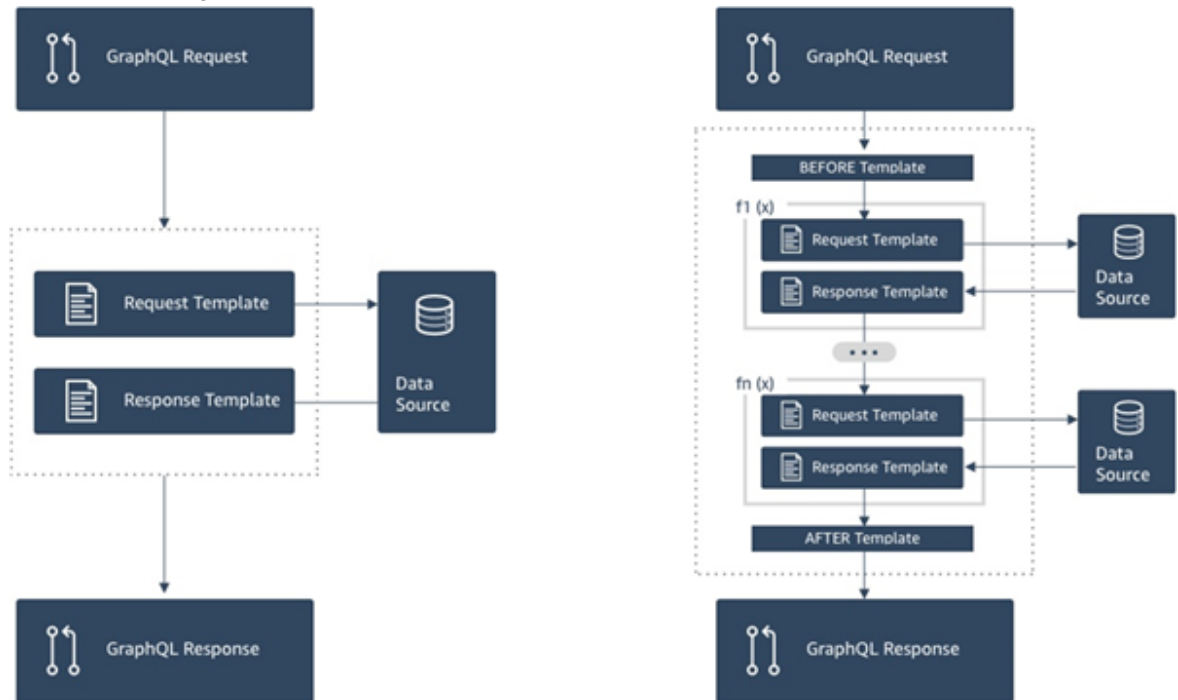 GraphQL Request
Request Template
Response Template
Data
Source
GraphQL Response
GraphQL Request
BEFORE Template
f1 (x)
Request Template
Response Template
Data
Source
...
fn (x)
Request Template
Response Template
Data
Source
AFTER Template
GraphQL Response